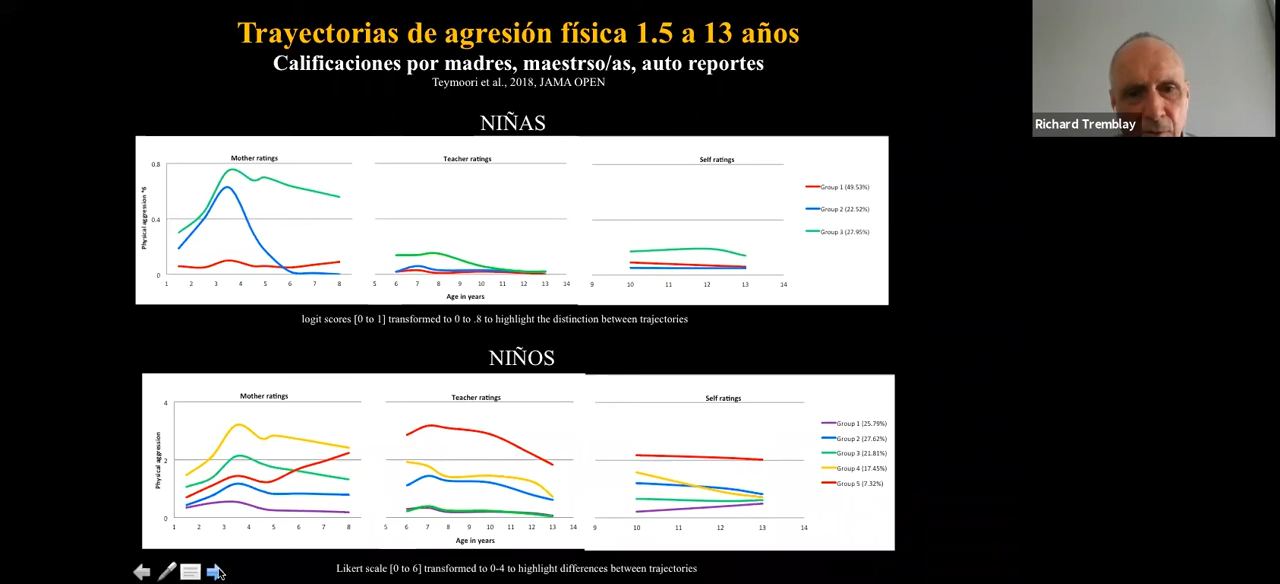 Trayectorias de agresión física 1.5 a 13 años
Calificaciones por madres, maestrso/as, auto reportes
Teymoori et al., 2018, JAMA OPEN
Richard Tremblay
NIÑAS
Mother ratings
Teacher ratings
Self ratings
0.8
0.4
0
Group 1 (49.53%)
Group 2 (22.52%)
Group 3 (27.95%)
1 2 3 4 5 6 7 8
5 6 7 8 9 10 11 12 13 14
9 10 11 12 13 14
Age in years
logit scores [0 to 1] transformed to 0 to .8 to highlight the distinction between trajectories
NIÑOS
Mother ratings
Teacher ratings
Self ratings
Physical aggression
4
2
0
Group 1 (25.79%)
Group 2 (27.62%)
Group 3 (21.81%)
Group 4 (17.45%)
Group 5 (7.32%)
1 2 3 4 5 6 7 8
5 6 7 8 9 10 11 12 13 14
9 10 11 12 13 14
Age in years
Likert scale [0 to 6] transformed to 0-4 to highlight differences between trajectories